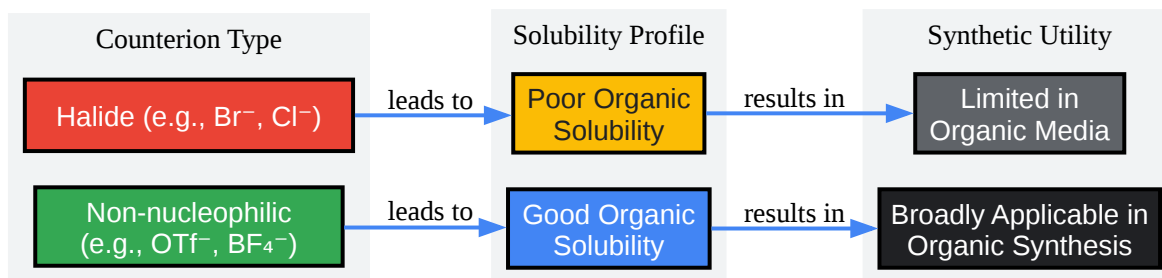 Counterion Type
Solubility Profile
Synthetic Utility
Halide (e.g., Br⁻, Cl⁻)
leads to
Poor Organic
Solubility
results in
Limited in
Organic Media
Non-nucleophilic
(e.g., OTf⁻, BF₄⁻)
leads to
Good Organic
Solubility
results in
Broadly Applicable in
Organic Synthesis